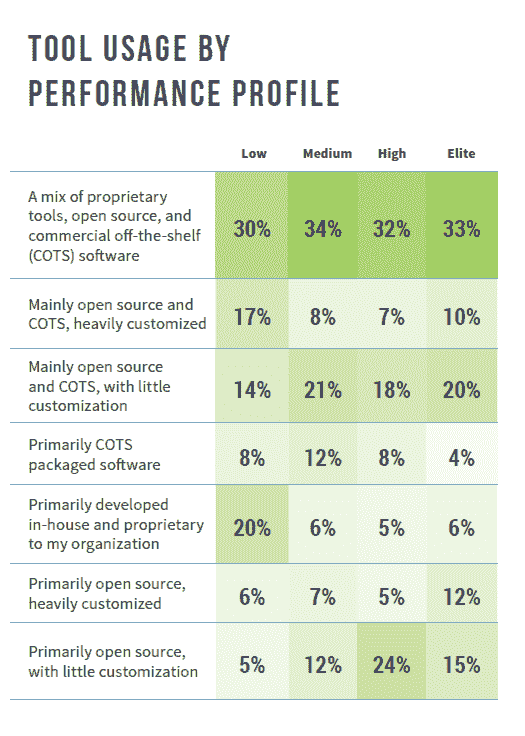 TOOL USAGE BY
PERFORMANCE PROFILE
Low Medium High Elite
A mix of proprietary
tools, open source, and
commercial off-the-shelf
(COTS) software
30% 34% 32% 33%
Mainly open source and
COTS, heavily customized
17% 8% 7% 10%
Mainly open source
and COTS, with little
customization
14% 21% 18% 20%
Primarily COTS
packaged software
8% 12% 8% 4%
Primarily developed
in-house and proprietary
to my organization
20% 6% 5% 6%
Primarily open source,
heavily customized
6% 7% 5% 12%
Primarily open source,
with little customization
5% 12% 24% 15%